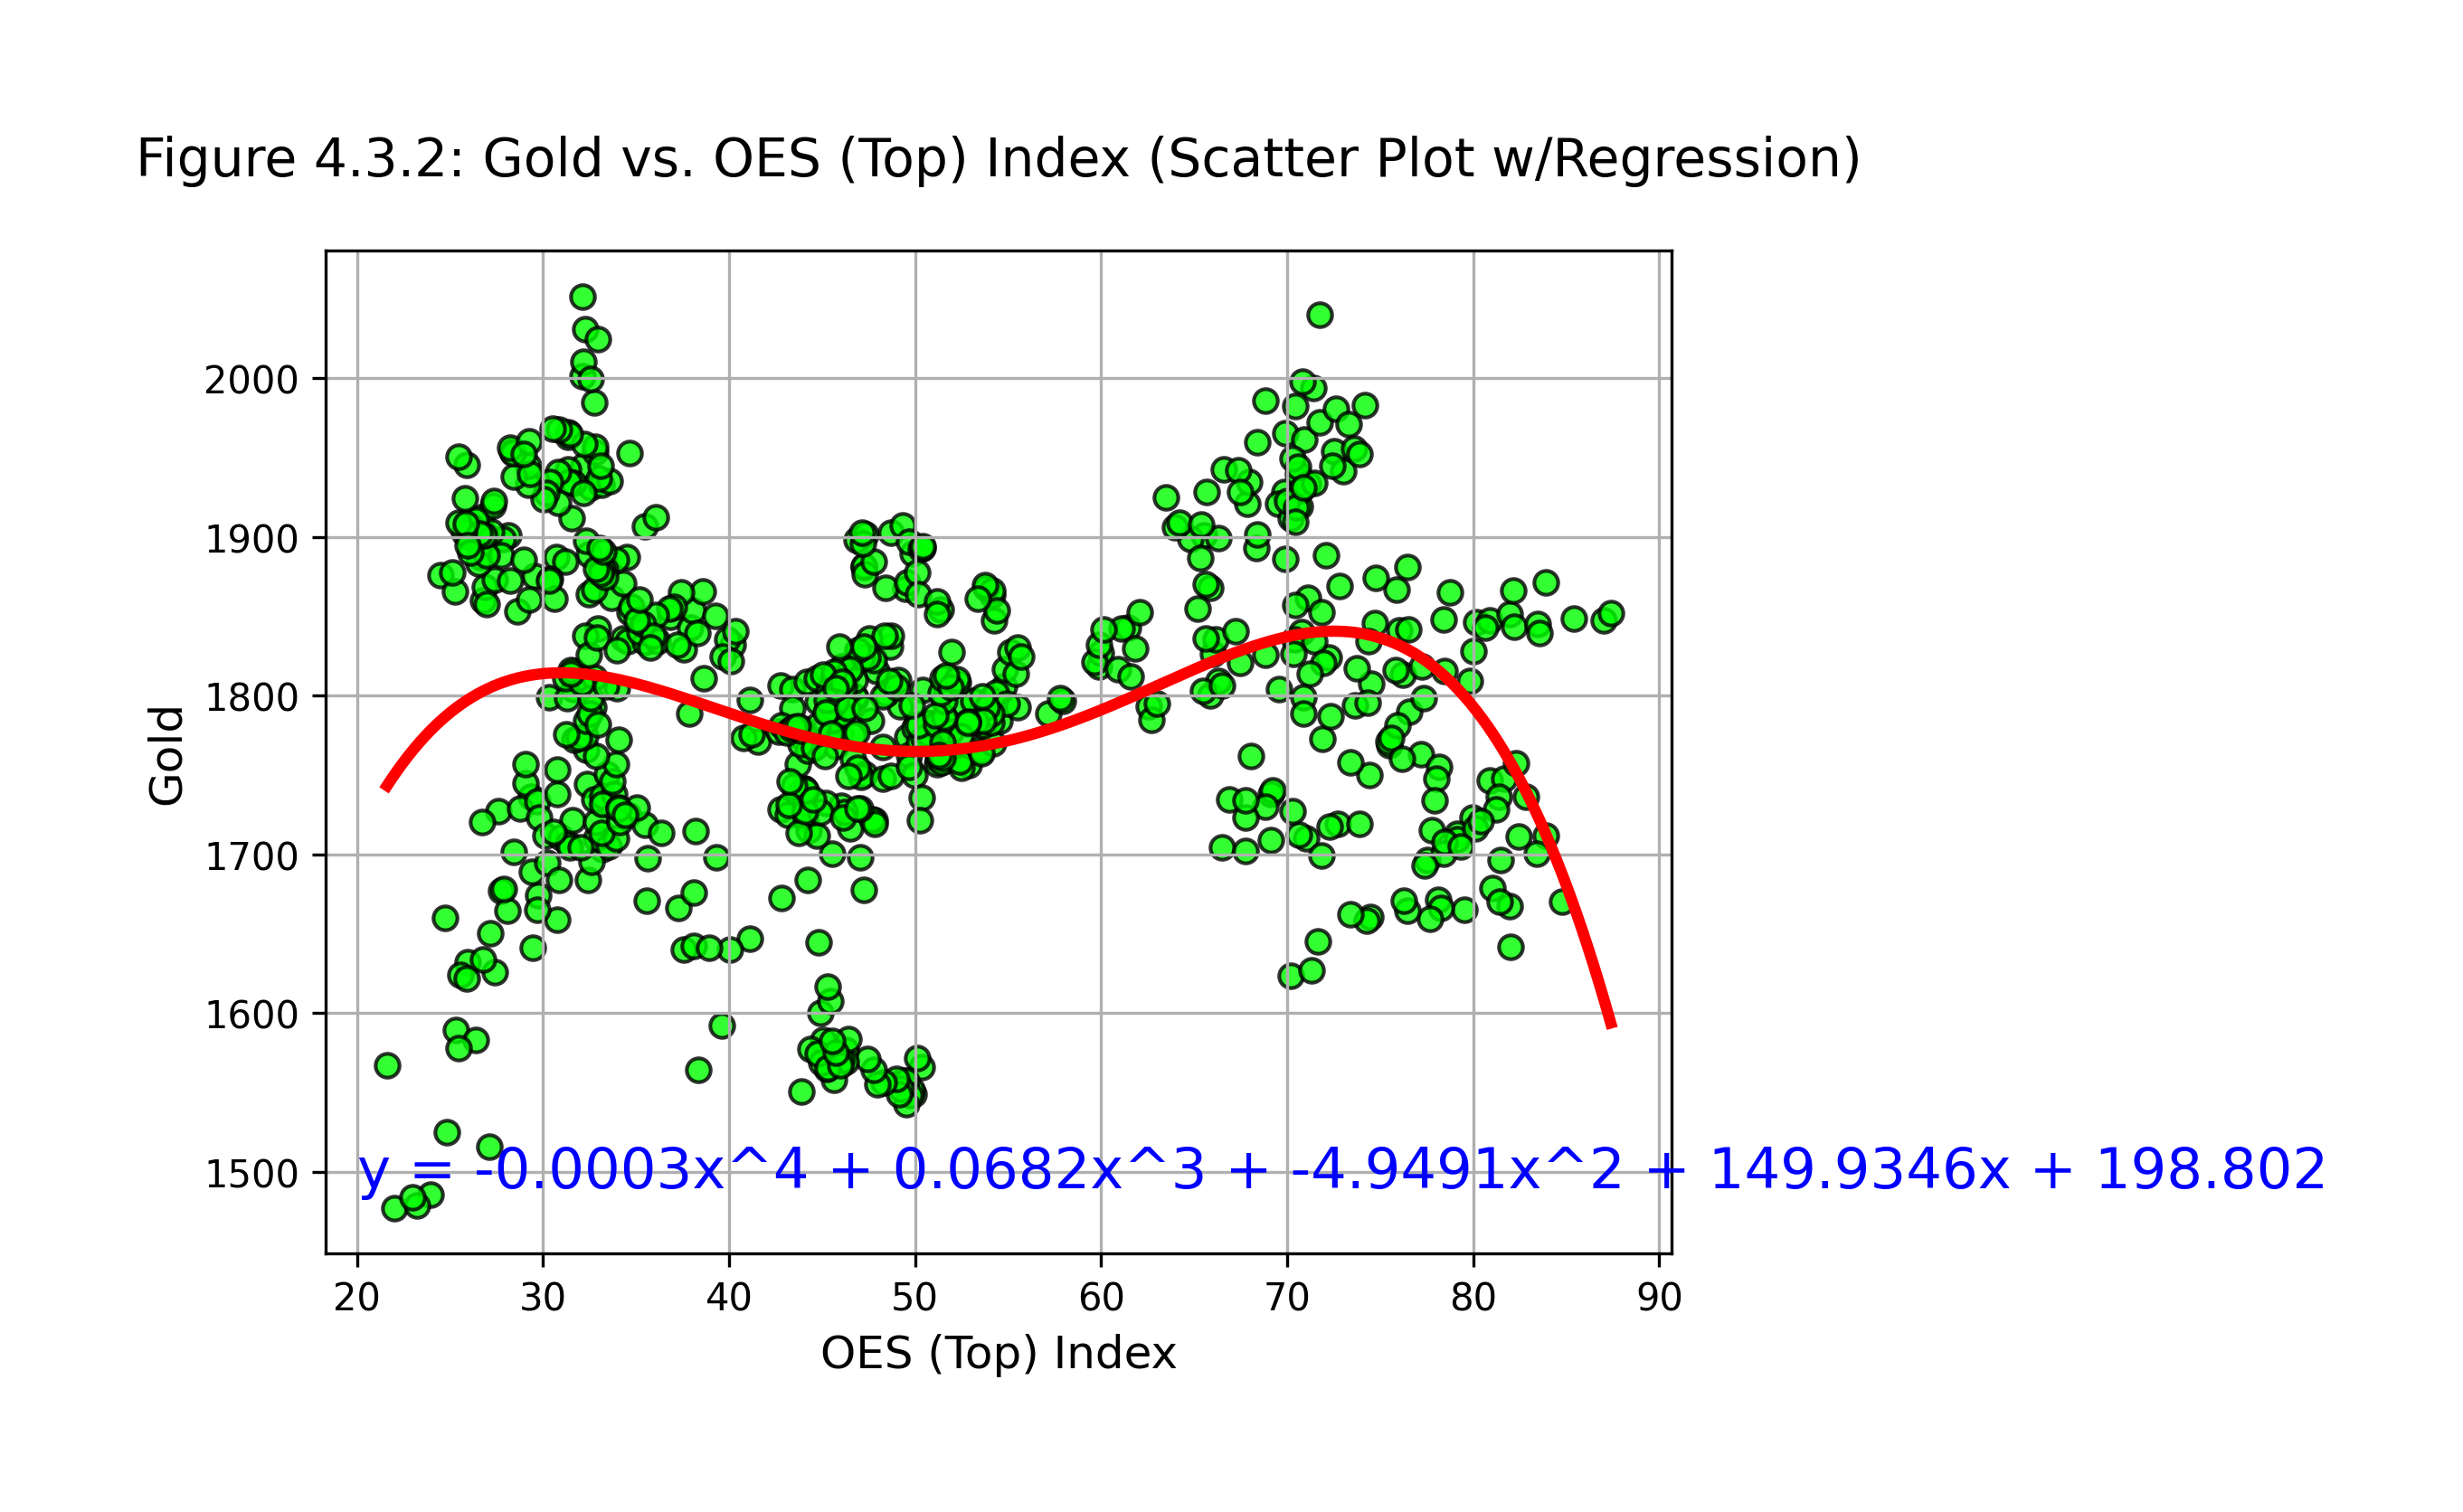 Figure 4.3.2: Gold vs. OES (Top) Index (Scatter Plot w/Regression)
Gold
2000
1900
1800
1700
1600
1500
y = -0.0003x^4 + 0.0682x^3 + -4.9491x^2 + 149.9346x + 198.802
20 30 40 50 60 70 80 90
OES (Top) Index